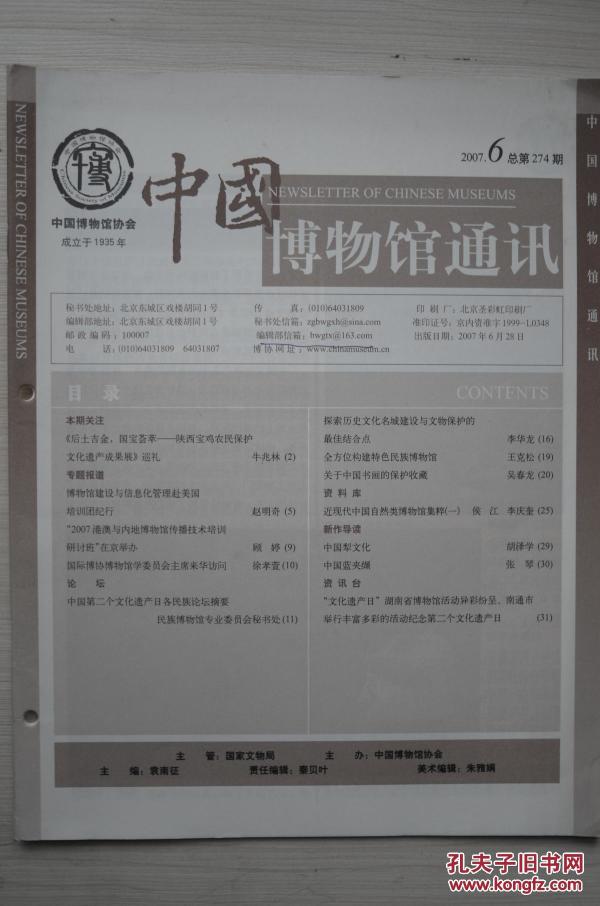 NEWSLETTER OF CHINESE MUSEUMS
中国博物馆通讯
2007.6 总第274期
中国博物馆协会
成立于1935年
中國
NEWSLETTER OF CHINESE MUSEUMS
博物馆通讯
秘书处地址：北京东城区戏楼胡同1号 传 真：(010)64031809 印 刷 厂：北京圣彩虹印刷厂
编辑部地址：北京东城区戏楼胡同1号 秘书处信箱：zgbwgxh@sina.com 准印证号：京内资准字1999-L0348
邮 政 编 码：100007 编辑部信箱：bwgtx@163.com 出版日期：2007年6月28日
电 话：(010)64031809 64031807 博协网址：www.chinamuseum.cn
目 录 CONTENTS
本期关注
《后土吉金，国宝荟萃——陕西宝鸡农民保护
文化遗产成果展》巡礼 牛兆林 (2)
专题报道
博物馆建设与信息化管理赴美国
培训团纪行 赵明奇 (5)
“2007港澳与内地博物馆传播技术培训
研讨班”在京举办 顾 婷 (9)
国际博协博物馆学委员会主席来华访问 徐孝萱 (10)
论 坛
中国第二个文化遗产日各民族论坛摘要
民族博物馆专业委员会秘书处 (11)
探索历史文化名城建设与文物保护的
最佳结合点 李华龙 (16)
全方位构建特色民族博物馆 王克松 (19)
关于中国书画的保护收藏 吴春龙 (20)
资 料 库
近现代中国自然类博物馆集粹(一) 侯 江 李庆奎 (25)
新作导读
中国犁文化 胡泽学 (29)
中国蓝夹缬 张 琴 (30)
资 讯 台
“文化遗产日”湖南省博物馆活动异彩纷呈、南通市
举行丰富多彩的活动纪念第二个文化遗产日 (31)
主 管：国家文物局 主 办：中国博物馆协会
主 编：袁南征 责任编辑：秦贝叶 美术编辑：朱雅娟
孔夫子旧书网
www.kongfz.com